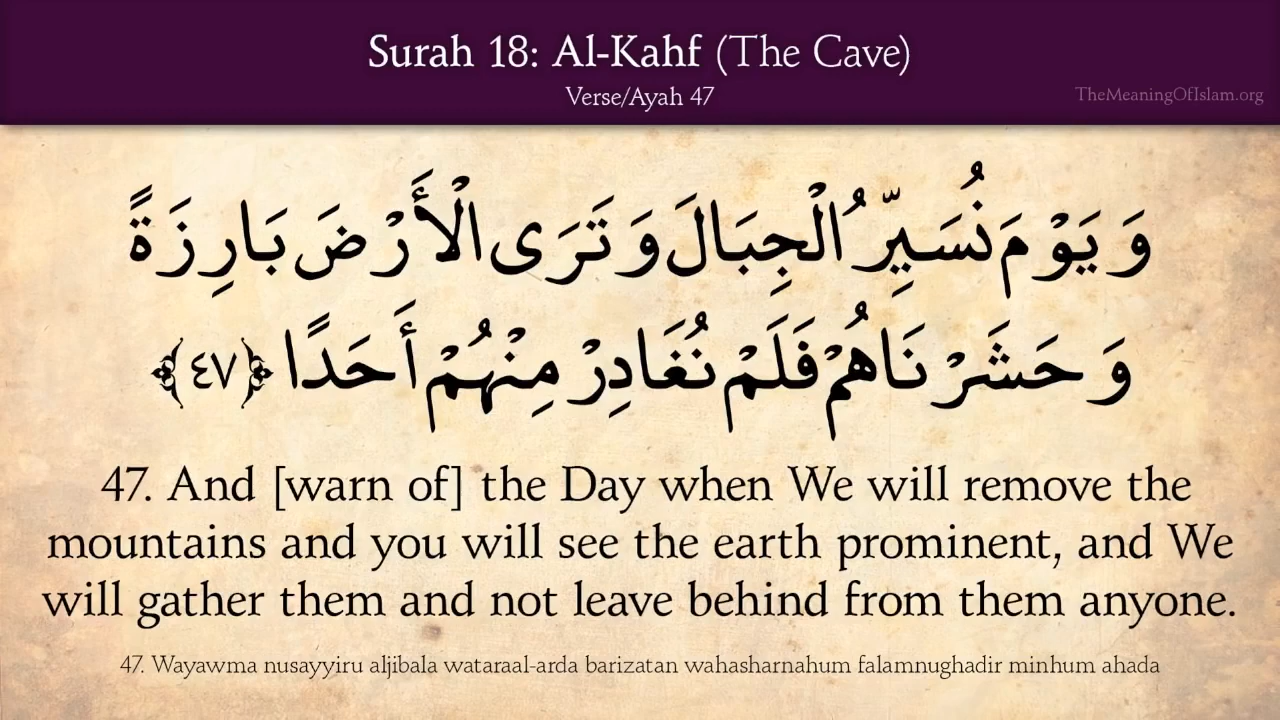 Surah 18: Al-Kahf (The Cave)
Verse/Ayah 47
TheMeaningOfIslam.org
وَيَوْمَ نُسَيِّرُ الْجِبَالَ وَتَرَى الْأَرْضَ بَارِزَةً
وَحَشَرْنَاهُمْ فَلَمْ نُغَادِرْ مِنْهُمْ أَحَدًا ﴿٤٧﴾
47. And [warn of] the Day when We will remove the
mountains and you will see the earth prominent, and We
will gather them and not leave behind from them anyone.
47. Wayawma nusayyiru aljibala wataraal-arda barizatan wahasharnahum falamnughadir minhum ahada